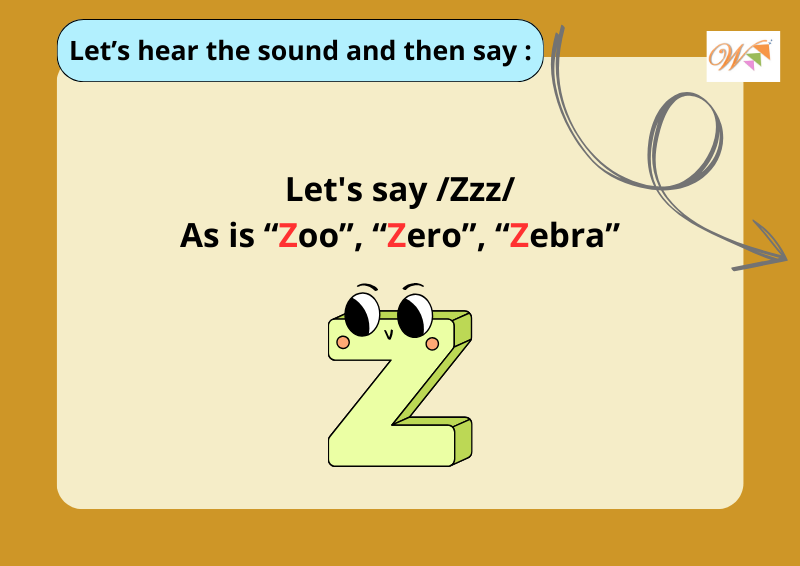 Let’s hear the sound and then say :
W
Let's say /Zzz/
As is “Zoo”, “Zero”, “Zebra”